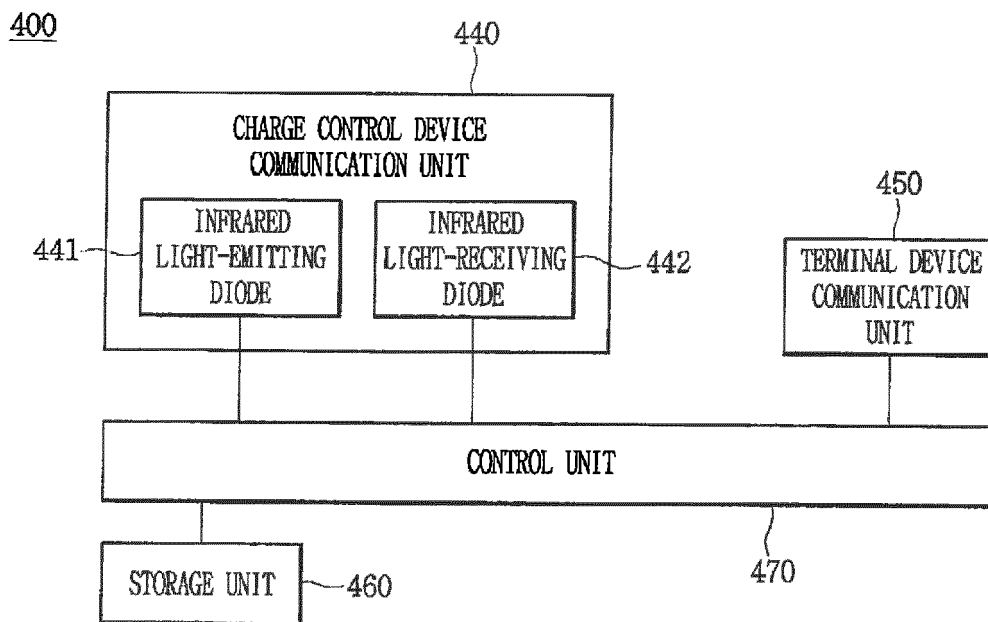 400
440
CHARGE CONTROL DEVICE
COMMUNICATION UNIT
441
INFRARED
LIGHT-EMITTING
DIODE
INFRARED
LIGHT-RECEIVING
DIODE
442
450
TERMINAL DEVICE
COMMUNICATION
UNIT
CONTROL UNIT
470
STORAGE UNIT
460